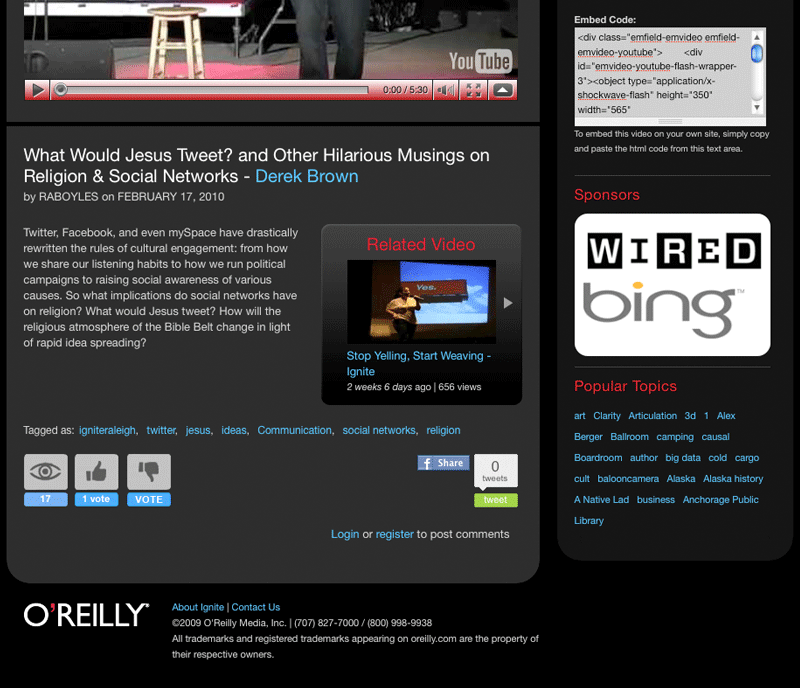 YouTube
0:00 / 5:30
What Would Jesus Tweet? and Other Hilarious Musings on
Religion & Social Networks - Derek Brown
by RABOYLES on FEBRUARY 17, 2010
Twitter, Facebook, and even mySpace have drastically
rewritten the rules of cultural engagement: from how
we share our listening habits to how we run political
campaigns to raising social awareness of various
causes. So what implications do social networks have
on religion? What would Jesus tweet? How will the
religious atmosphere of the Bible Belt change in light
of rapid idea spreading?
Related Video
Yes.
Stop Yelling, Start Weaving -
Ignite
2 weeks 6 days ago | 656 views
Tagged as: igniteraleigh, twitter, jesus, ideas, Communication, social networks, religion
17
1 vote
VOTE
f Share
0
tweets
tweet
Login or register to post comments
Embed Code:
<div class="emfield-emvideo emfield-
emvideo-youtube"> <div
id="emvideo-youtube-flash-wrapper-
3"><object type="application/x-
shockwave-flash" height="350"
width="565"
To embed this video on your own site, simply copy
and paste the html code from this text area.
Sponsors
WIRED
bing™
Popular Topics
art Clarity Articulation 3d 1 Alex
Berger Ballroom camping causal
Boardroom author big data cold cargo
cult balooncamera Alaska Alaska history
A Native Lad business Anchorage Public
Library
O'REILLY®
About Ignite | Contact Us
©2009 O'Reilly Media, Inc. | (707) 827-7000 / (800) 998-9938
All trademarks and registered trademarks appearing on oreilly.com are the property of
their respective owners.